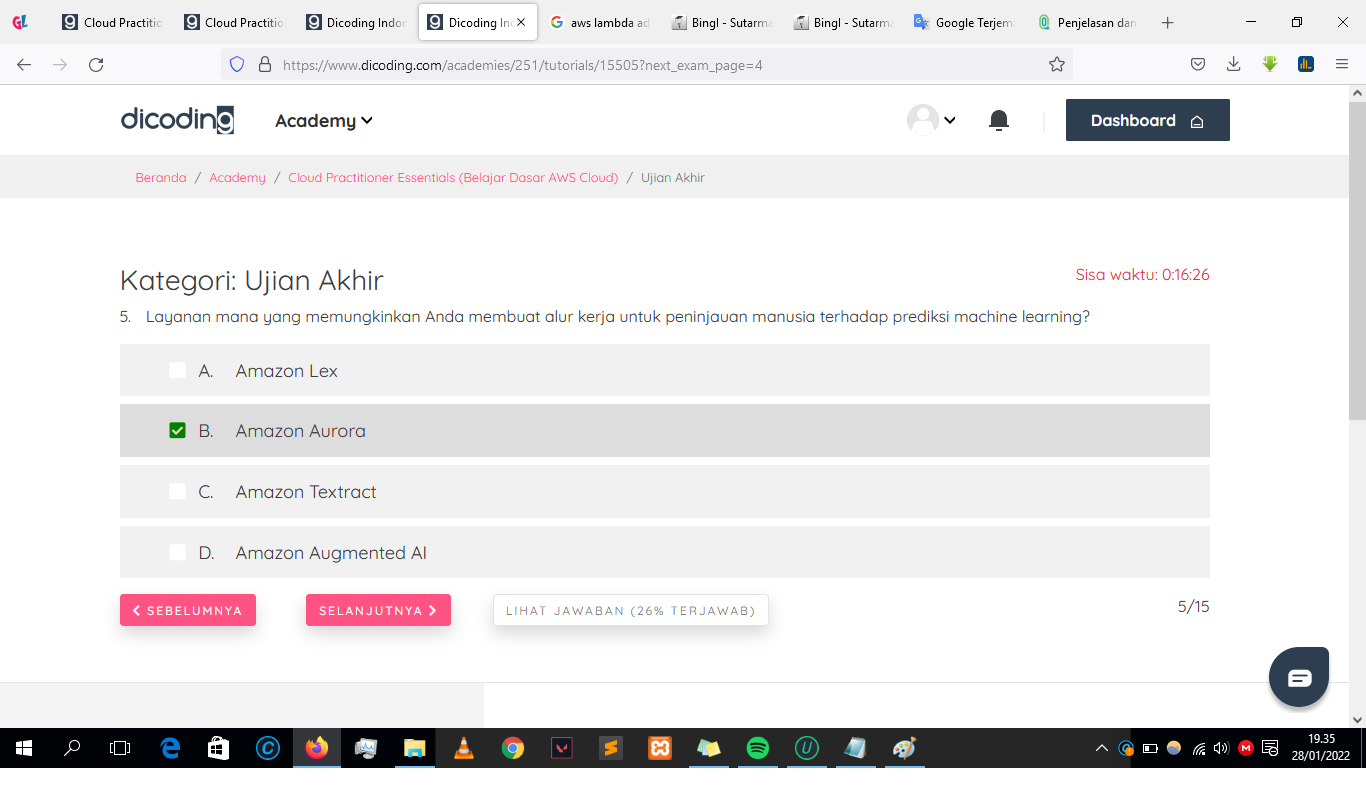 GL
Cloud Practitio
Cloud Practitio
Dicoding Indor
Dicoding Inc
aws lambda ad
Bingl - Sutarma
Bingl - Sutarma
Google Terjem
Penjelasan dan
https://www.dicoding.com/academies/251/tutorials/15505?next_exam_page=4
dicoding
Academy
Dashboard
Beranda / Academy / Cloud Practitioner Essentials (Belajar Dasar AWS Cloud) / Ujian Akhir
Kategori: Ujian Akhir
Sisa waktu: 0:16:26
5. Layanan mana yang memungkinkan Anda membuat alur kerja untuk peninjauan manusia terhadap prediksi machine learning?
A. Amazon Lex
B. Amazon Aurora
C. Amazon Textract
D. Amazon Augmented AI
SEBELUMNYA
SELANJUTNYA
LIHAT JAWABAN (26% TERJAWAB)
5/15
19.35
28/01/2022